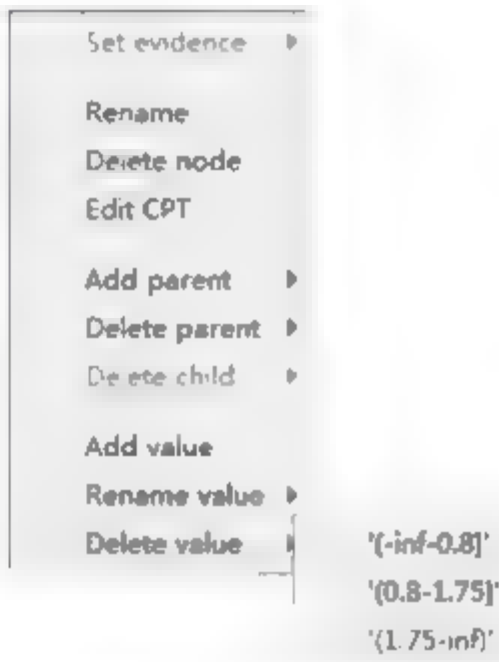 Set evidence
Rename
Delete node
Edit CPT
Add parent
Delete parent
Delete child
Add value
Rename value
Delete value
'(-inf-0.8]'
'(0.8-1.75]'
'(1.75-inf)'